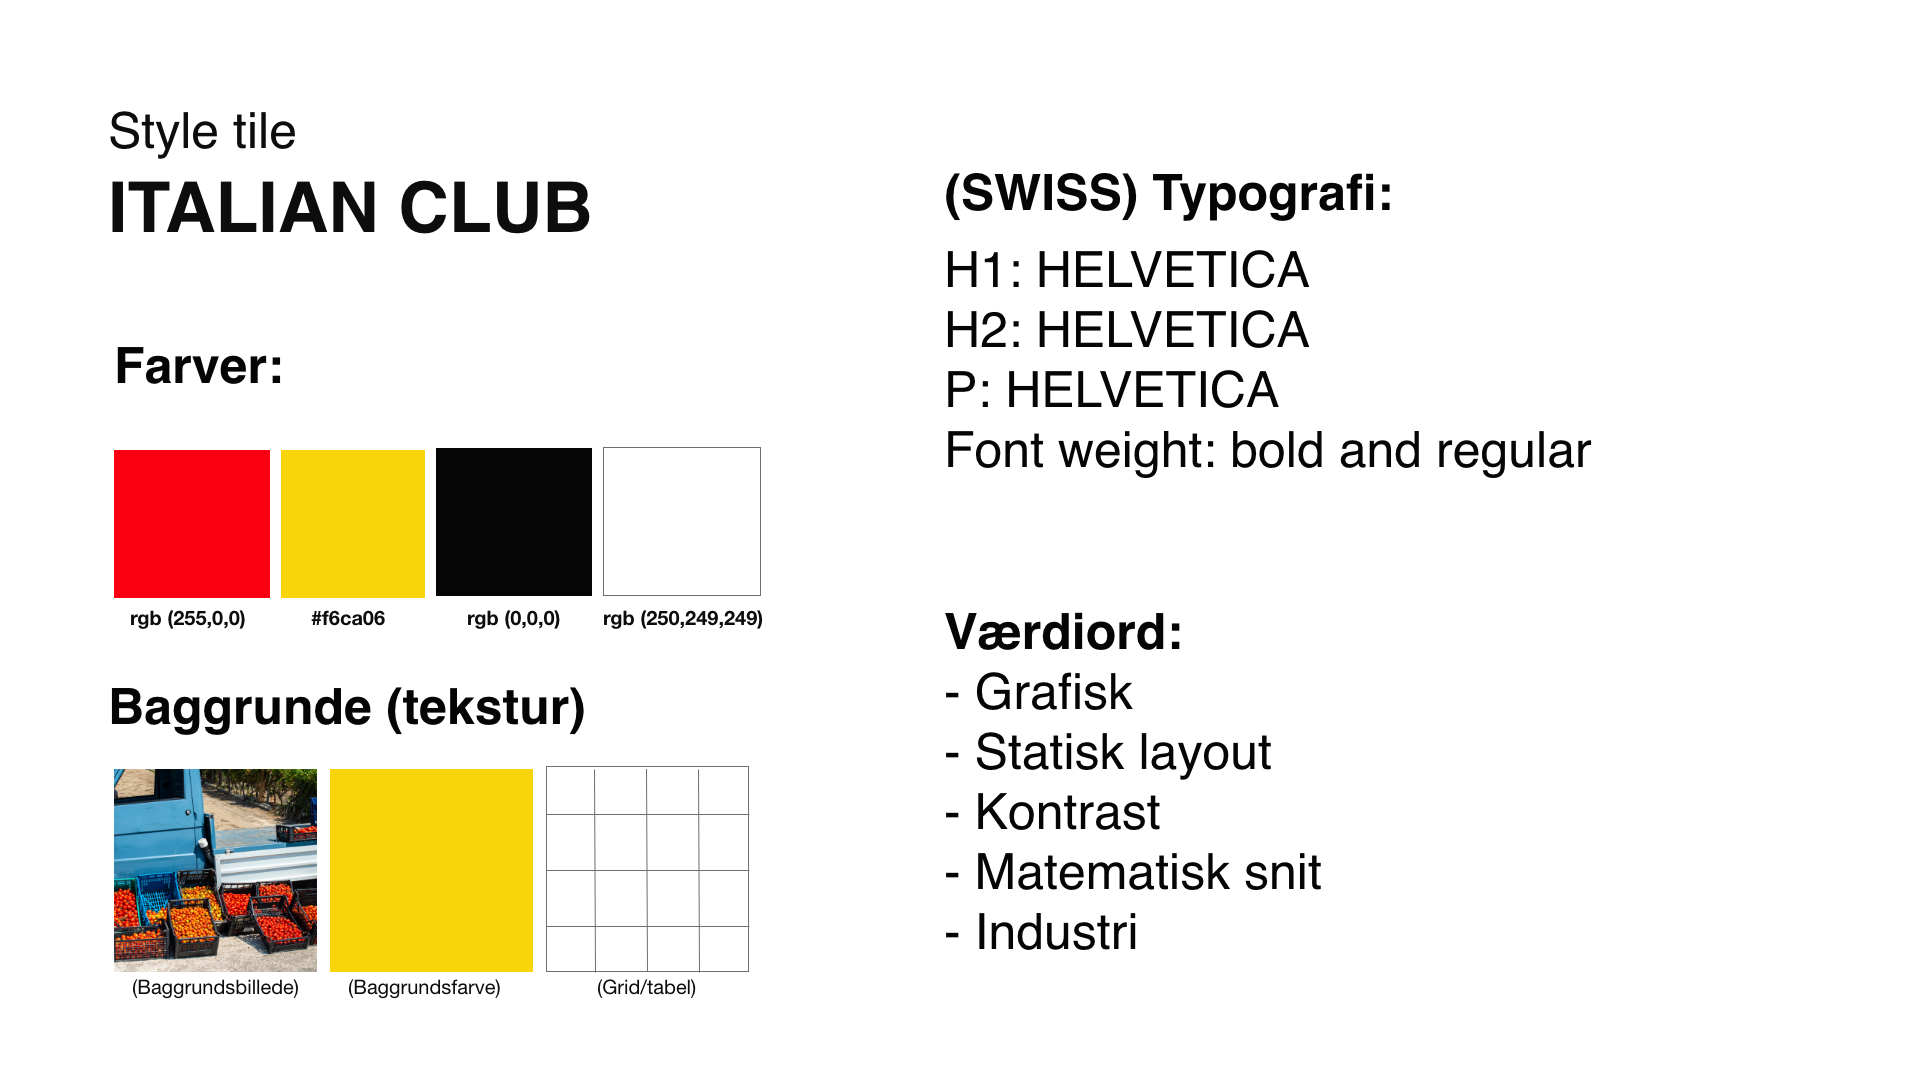 Style tile
ITALIAN CLUB
Farver:
rgb (255,0,0)
#f6ca06
rgb (0,0,0)
rgb (250,249,249)
Baggrunde (tekstur)
(Baggrundsbillede)
(Baggrundsfarve)
(Grid/tabel)
(SWISS) Typografi:
H1: HELVETICA
H2: HELVETICA
P: HELVETICA
Font weight: bold and regular
Værdiord:
- Grafisk
- Statisk layout
- Kontrast
- Matematisk snit
- Industri